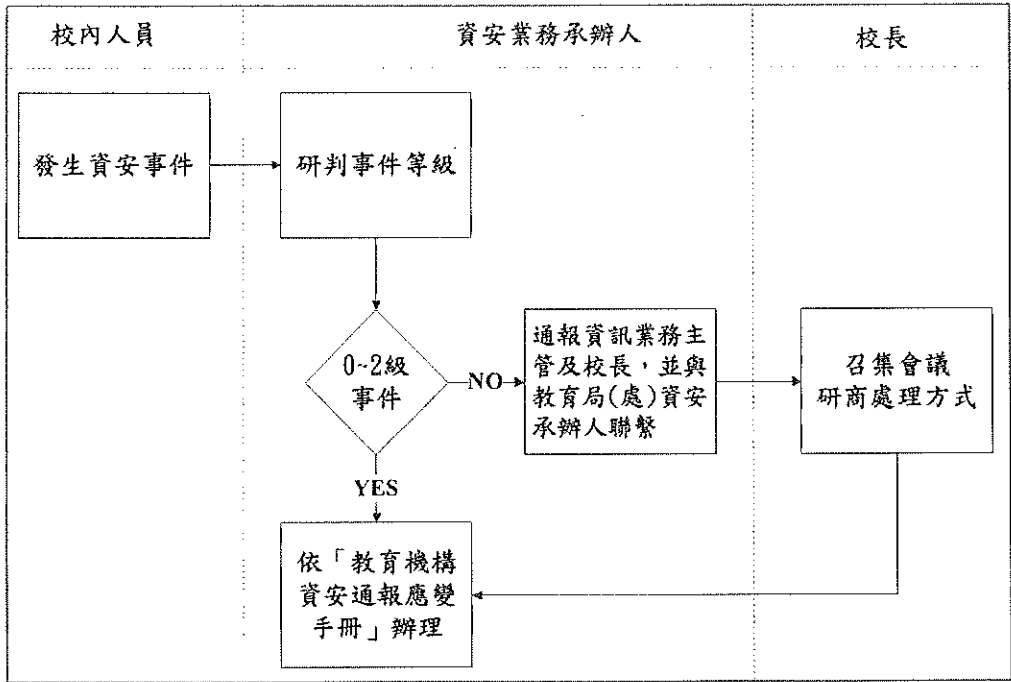 校內人員
資安業務承辦人
校長
發生資安事件
研判事件等級
0~2級
事件
NO
通報資訊業務主
管及校長，並與
教育局(處)資安
承辦人聯繫
召集會議
研商處理方式
YES
依「教育機構
資安通報應變
手冊」辦理